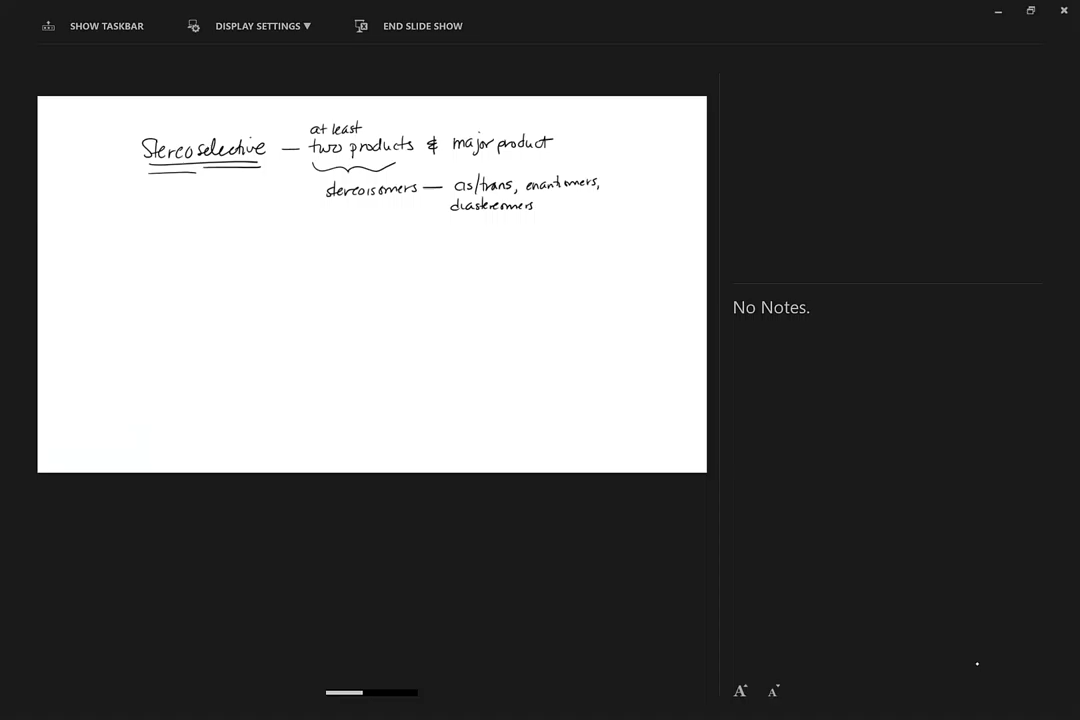 SHOW TASKBAR DISPLAY SETTINGS ▼ END SLIDE SHOW
at least
Stereoselective — two products & major product
stereoisomers — cis/trans, enantiomers,
diastereomers
No Notes.
A A